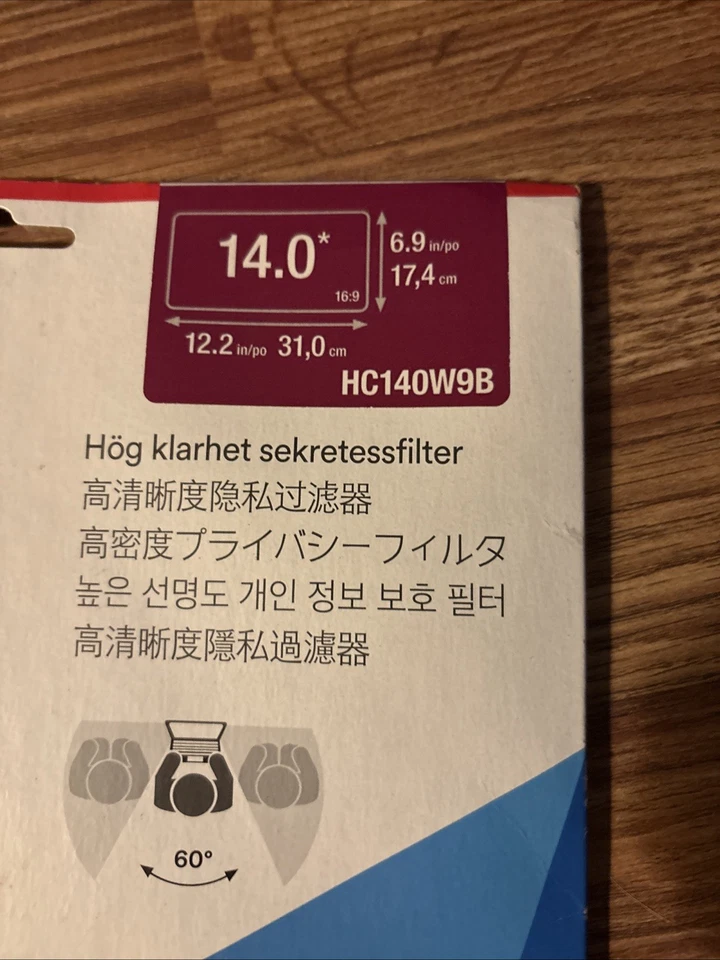 14.0*
16:9
6.9 in/po
17,4 cm
12.2 in/po 31,0 cm
HC140W9B
Hög klarhet sekretessfilter
高清晰度隐私过滤器
高密度プライバシーフィルタ
높은 선명도 개인 정보 보호 필터
高清晰度隱私過濾器
60°